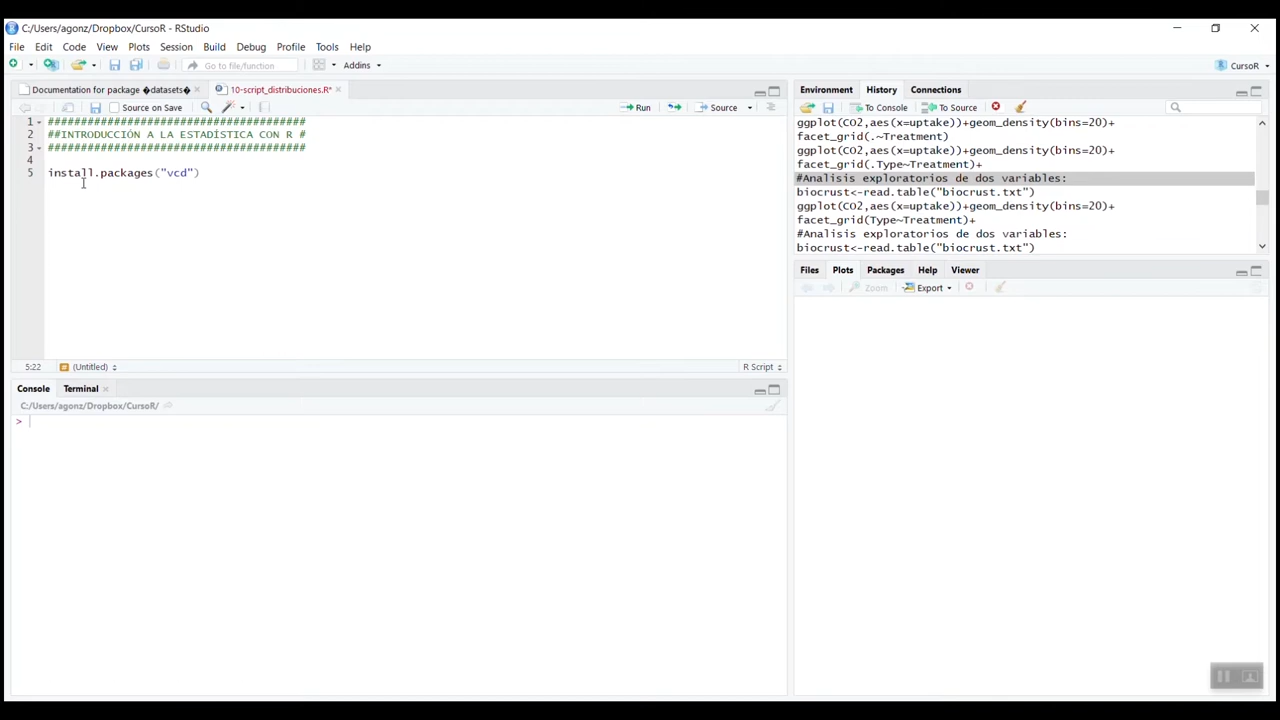 C:/Users/agonz/Dropbox/CursoR - RStudio
File Edit Code View Plots Session Build Debug Profile Tools Help
Go to file/function Addins CursoR
Documentation for package �datasets� 10-script_distribuciones.R*
Source on Save Run Source
1 #######################################
2 ##INTRODUCCIÓN A LA ESTADÍSTICA CON R #
3 #######################################
4
5 install.packages("vcd")
5:22 (Untitled) R Script
Console Terminal
C:/Users/agonz/Dropbox/CursoR/
>
Environment History Connections
To Console To Source
ggplot(CO2,aes(x=uptake))+geom_density(bins=20)+
facet_grid(.~Treatment)
ggplot(CO2,aes(x=uptake))+geom_density(bins=20)+
facet_grid(.Type~Treatment)+
#Analisis exploratorios de dos variables:
biocrust<-read.table("biocrust.txt")
ggplot(CO2,aes(x=uptake))+geom_density(bins=20)+
facet_grid(Type~Treatment)+
#Analisis exploratorios de dos variables:
biocrust<-read.table("biocrust.txt")
Files Plots Packages Help Viewer
Zoom Export